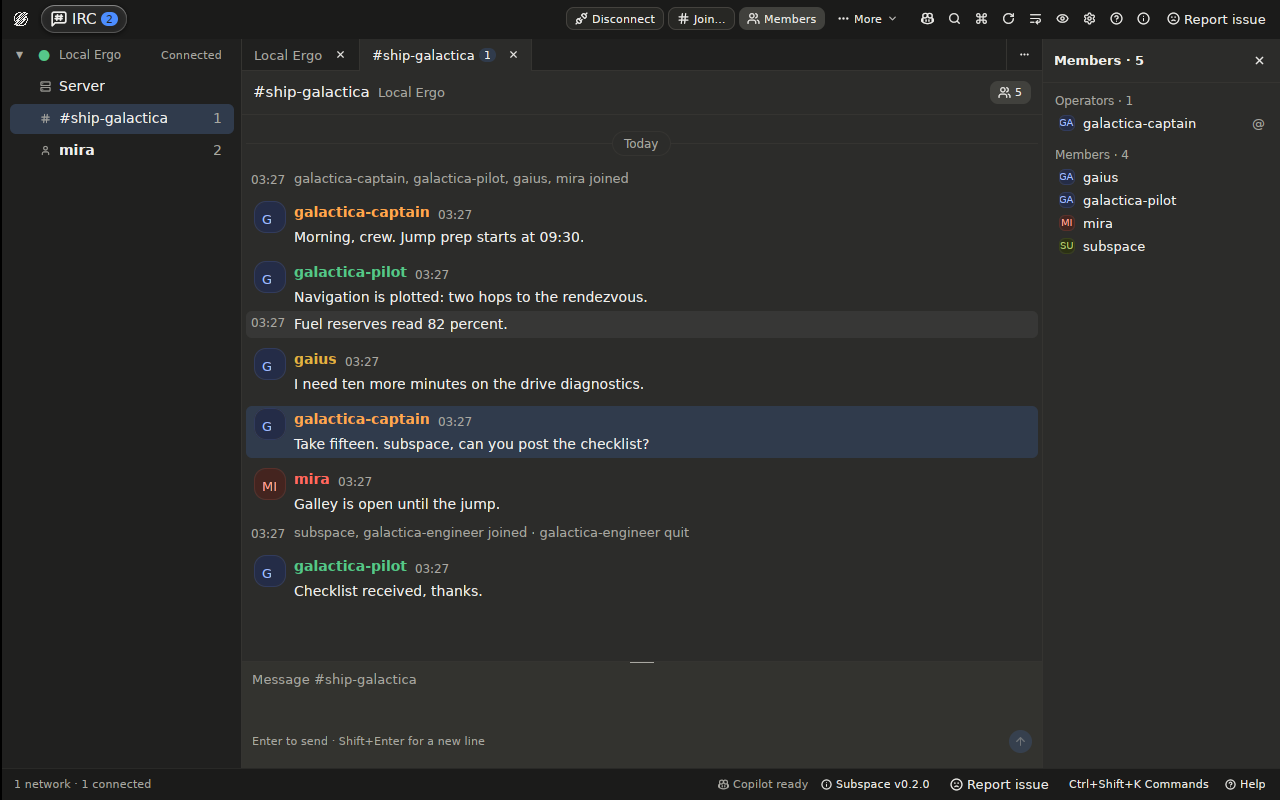 IRC 2
Disconnect
Join...
Members
More
Report issue
Local Ergo Connected
Server
#ship-galactica 1
mira 2
Local Ergo
#ship-galactica 1
#ship-galactica Local Ergo
5
Today
03:27 galactica-captain, galactica-pilot, gaius, mira joined
G
galactica-captain 03:27
Morning, crew. Jump prep starts at 09:30.
G
galactica-pilot 03:27
Navigation is plotted: two hops to the rendezvous.
03:27 Fuel reserves read 82 percent.
G
gaius 03:27
I need ten more minutes on the drive diagnostics.
G
galactica-captain 03:27
Take fifteen. subspace, can you post the checklist?
MI
mira 03:27
Galley is open until the jump.
03:27 subspace, galactica-engineer joined · galactica-engineer quit
G
galactica-pilot 03:27
Checklist received, thanks.
Message #ship-galactica
Enter to send · Shift+Enter for a new line
Members · 5
Operators · 1
GA galactica-captain @
Members · 4
GA gaius
GA galactica-pilot
MI mira
SU subspace
1 network · 1 connected
Copilot ready
Subspace v0.2.0
Report issue
Ctrl+Shift+K Commands
Help